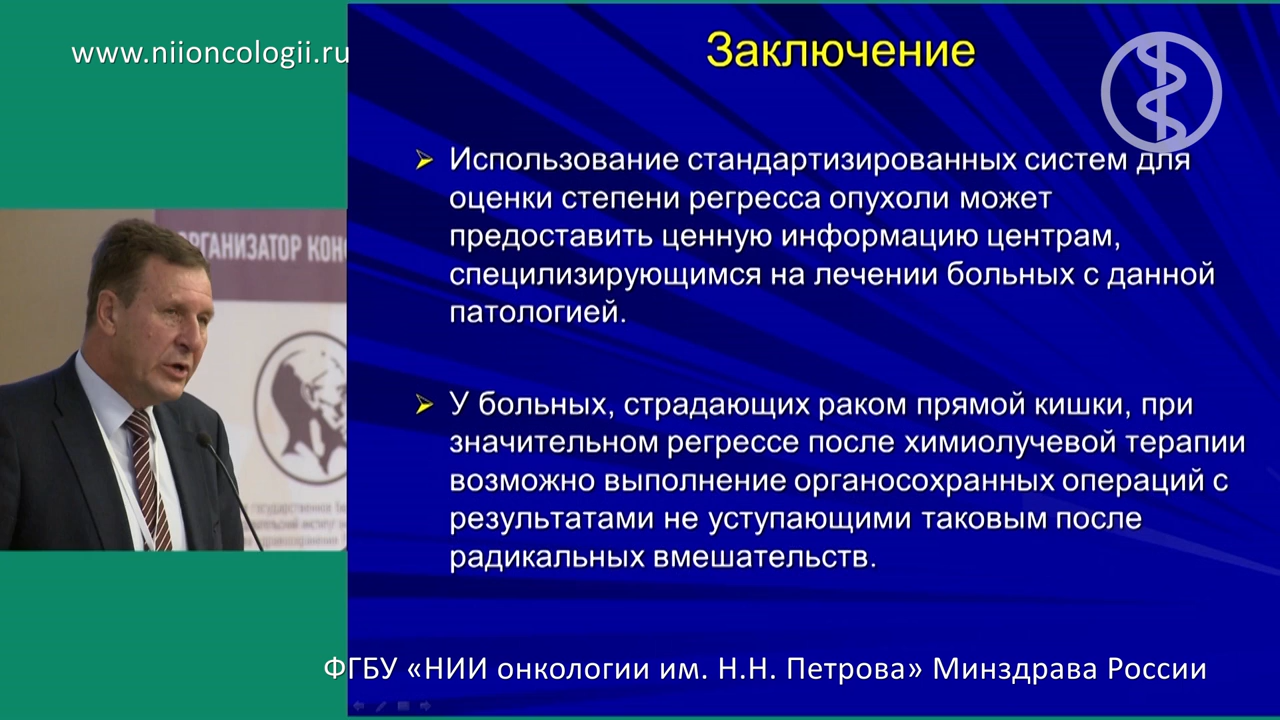 www.niioncologii.ru
Заключение
Использование стандартизированных систем для
оценки степени регресса опухоли может
предоставить ценную информацию центрам,
специлизирующимся на лечении больных с данной
патологией.
У больных, страдающих раком прямой кишки, при
значительном регрессе после химиолучевой терапии
возможно выполнение органосохранных операций с
результатами не уступающими таковым после
радикальных вмешательств.
ОРГАНИЗАТОР
государственное
ФГБУ «НИИ онкологии им. Н.Н. Петрова» Минздрава России